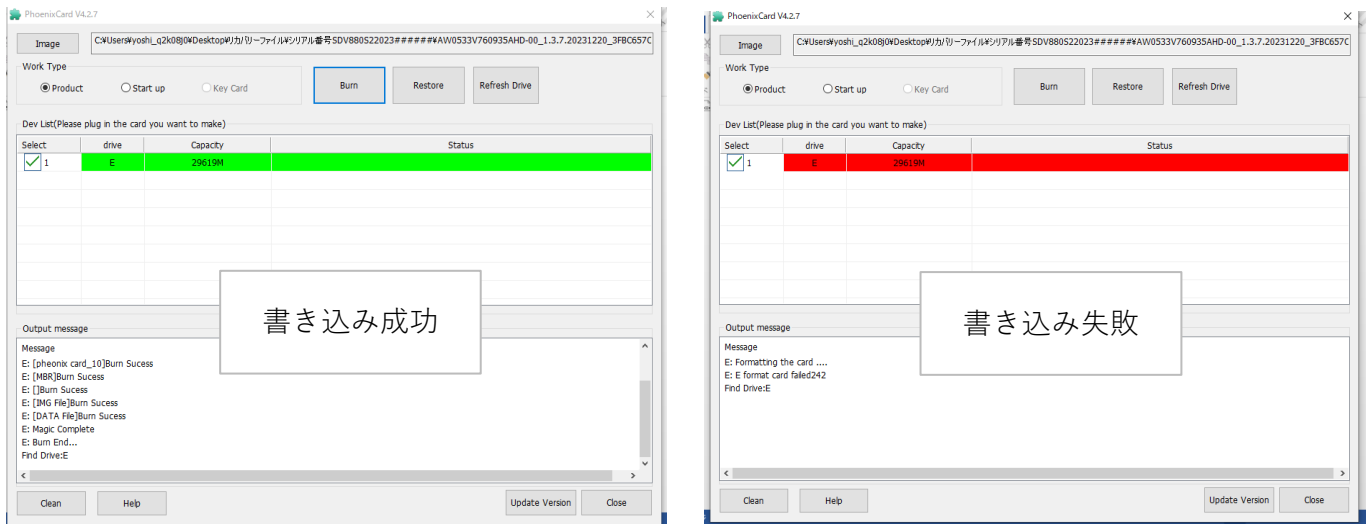 PhoenixCard V4.2.7
Image
C:¥Users¥yoshi_q2k08j0¥Desktop¥リカバリーファイル¥シリアル番号SDV880S22023######¥AW0533V760935AHD-00_1.3.7.20231220_3FBC657C
Work Type
Product Start up Key Card
Burn Restore Refresh Drive
Dev List(Please plug in the card you want to make)
Select drive Capacity Status
1 E 29619M
書き込み成功
Output message
Message
E: [pheonix card_10]Burn Sucess
E: [MBR]Burn Sucess
E: []Burn Sucess
E: [IMG File]Burn Sucess
E: [DATA File]Burn Sucess
E: Magic Complete
E: Burn End...
Find Drive:E
Clean Help Update Version Close
PhoenixCard V4.2.7
Image
C:¥Users¥yoshi_q2k08j0¥Desktop¥リカバリーファイル¥シリアル番号SDV880S22023######¥AW0533V760935AHD-00_1.3.7.20231220_3FBC657C
Work Type
Product Start up Key Card
Burn Restore Refresh Drive
Dev List(Please plug in the card you want to make)
Select drive Capacity Status
1 E 29619M
書き込み失敗
Output message
Message
E: Formatting the card ....
E: E format card failed242
Find Drive:E
Clean Help Update Version Close